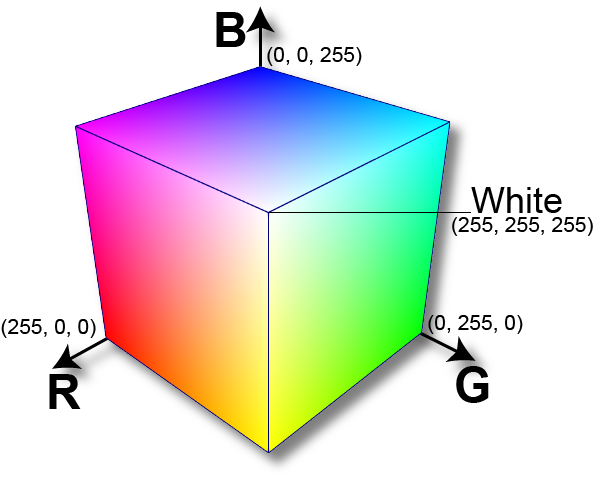 B
(0, 0, 255)
White
(255, 255, 255)
(255, 0, 0)
(0, 255, 0)
R
G